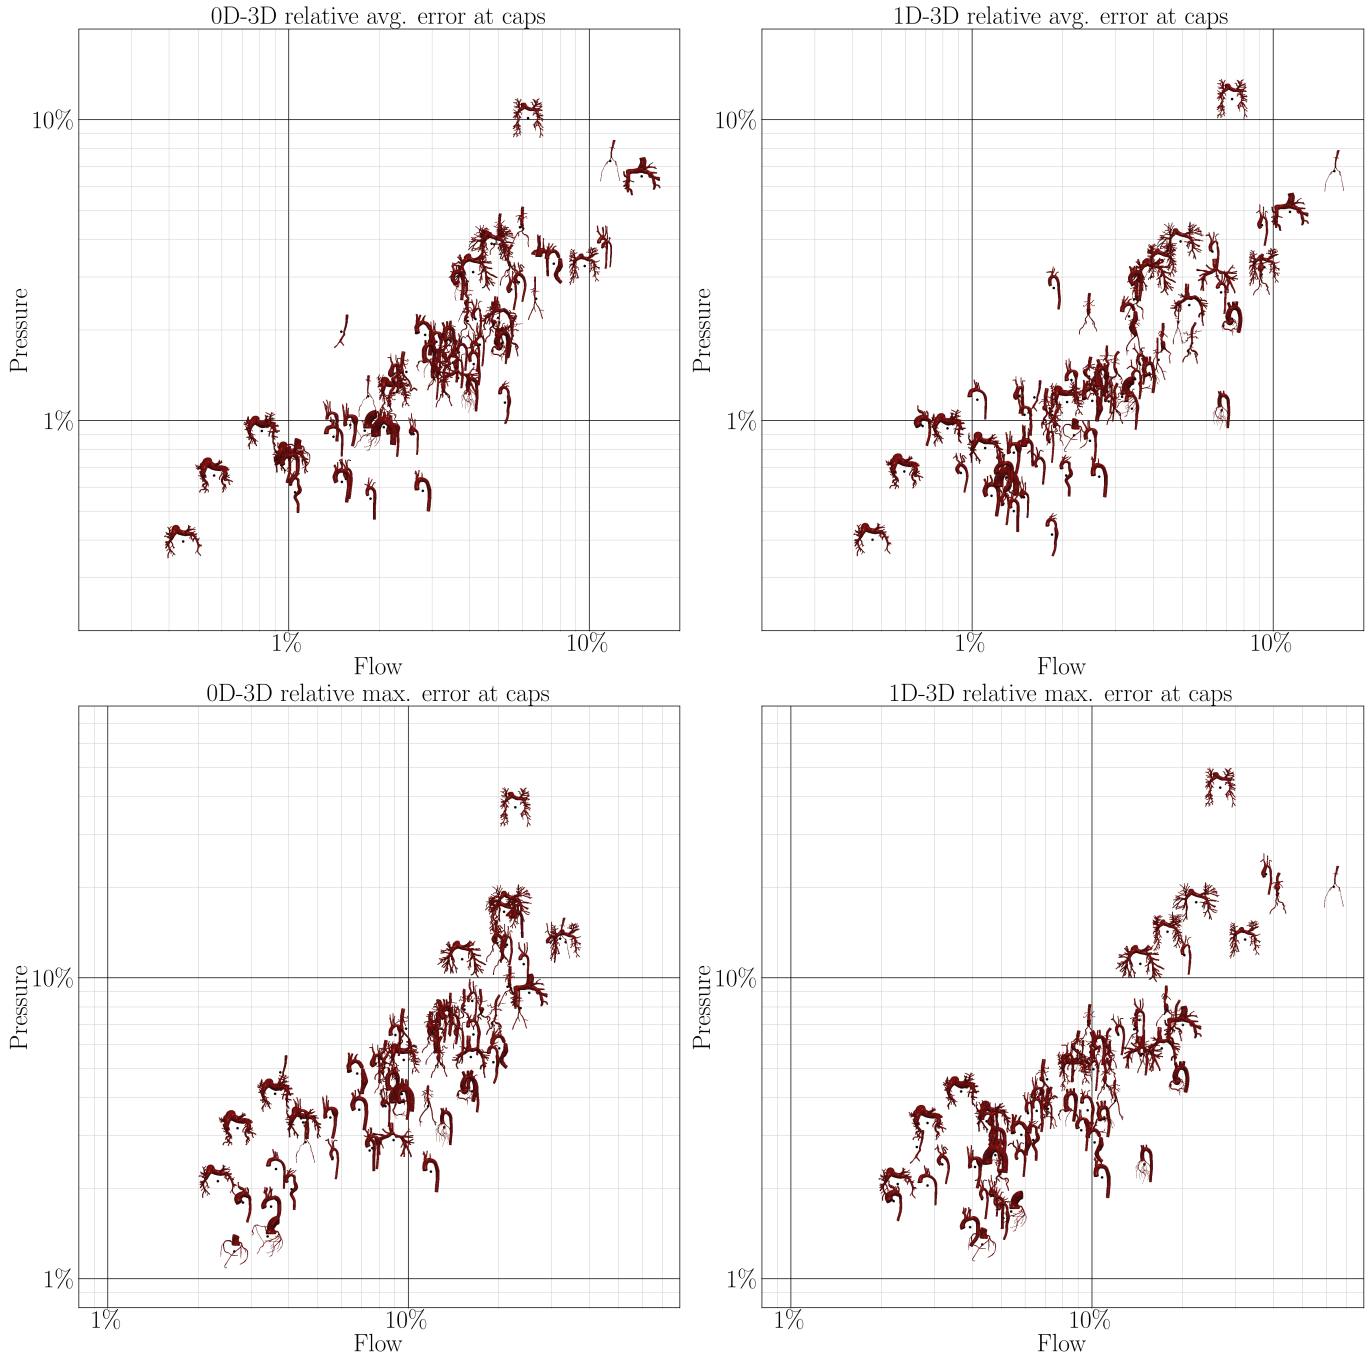 0D-3D relative avg. error at caps
10%
1%
Pressure
1%
10%
Flow
1D-3D relative avg. error at caps
10%
1%
Pressure
1%
10%
Flow
0D-3D relative max. error at caps
10%
1%
Pressure
1%
10%
Flow
1D-3D relative max. error at caps
10%
1%
Pressure
1%
10%
Flow